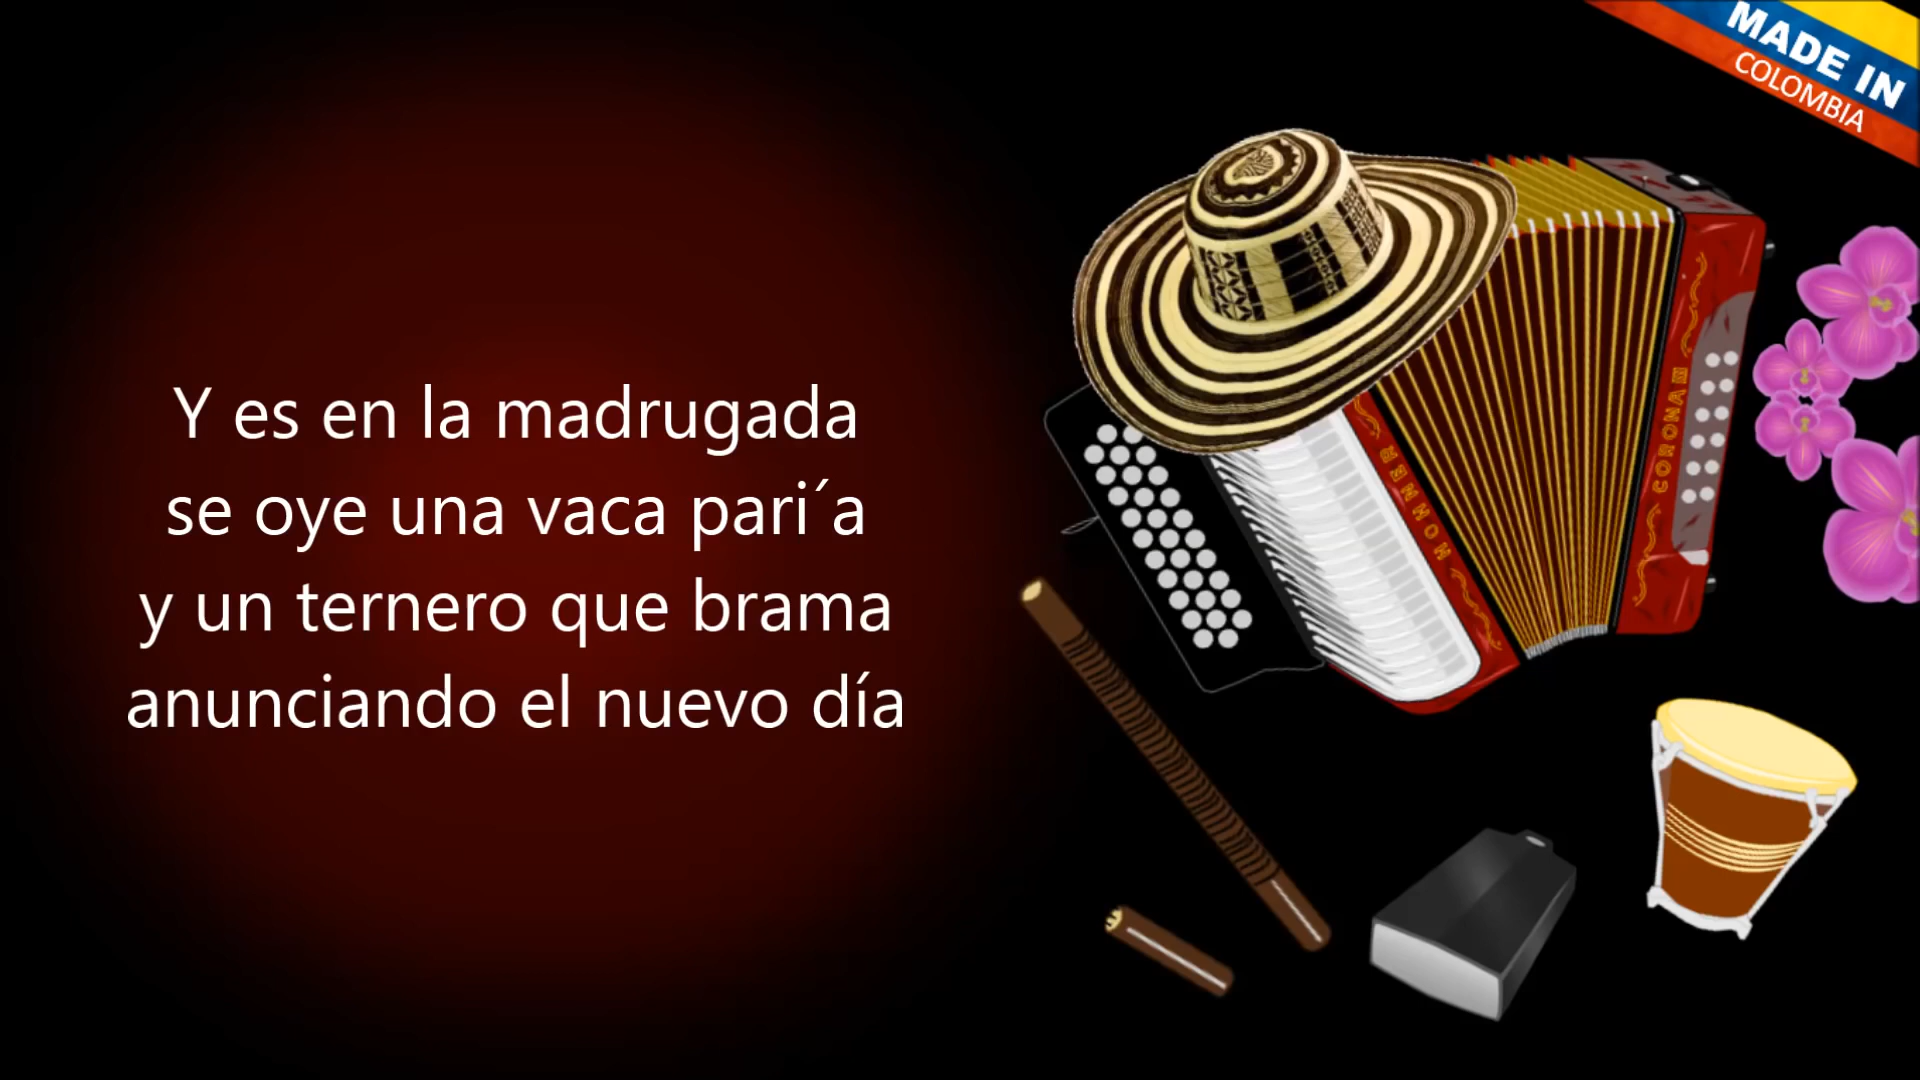 MADE IN
COLOMBIA
Y es en la madrugada
se oye una vaca pari´a
y un ternero que brama
anunciando el nuevo día
HOHNER
CORONA III